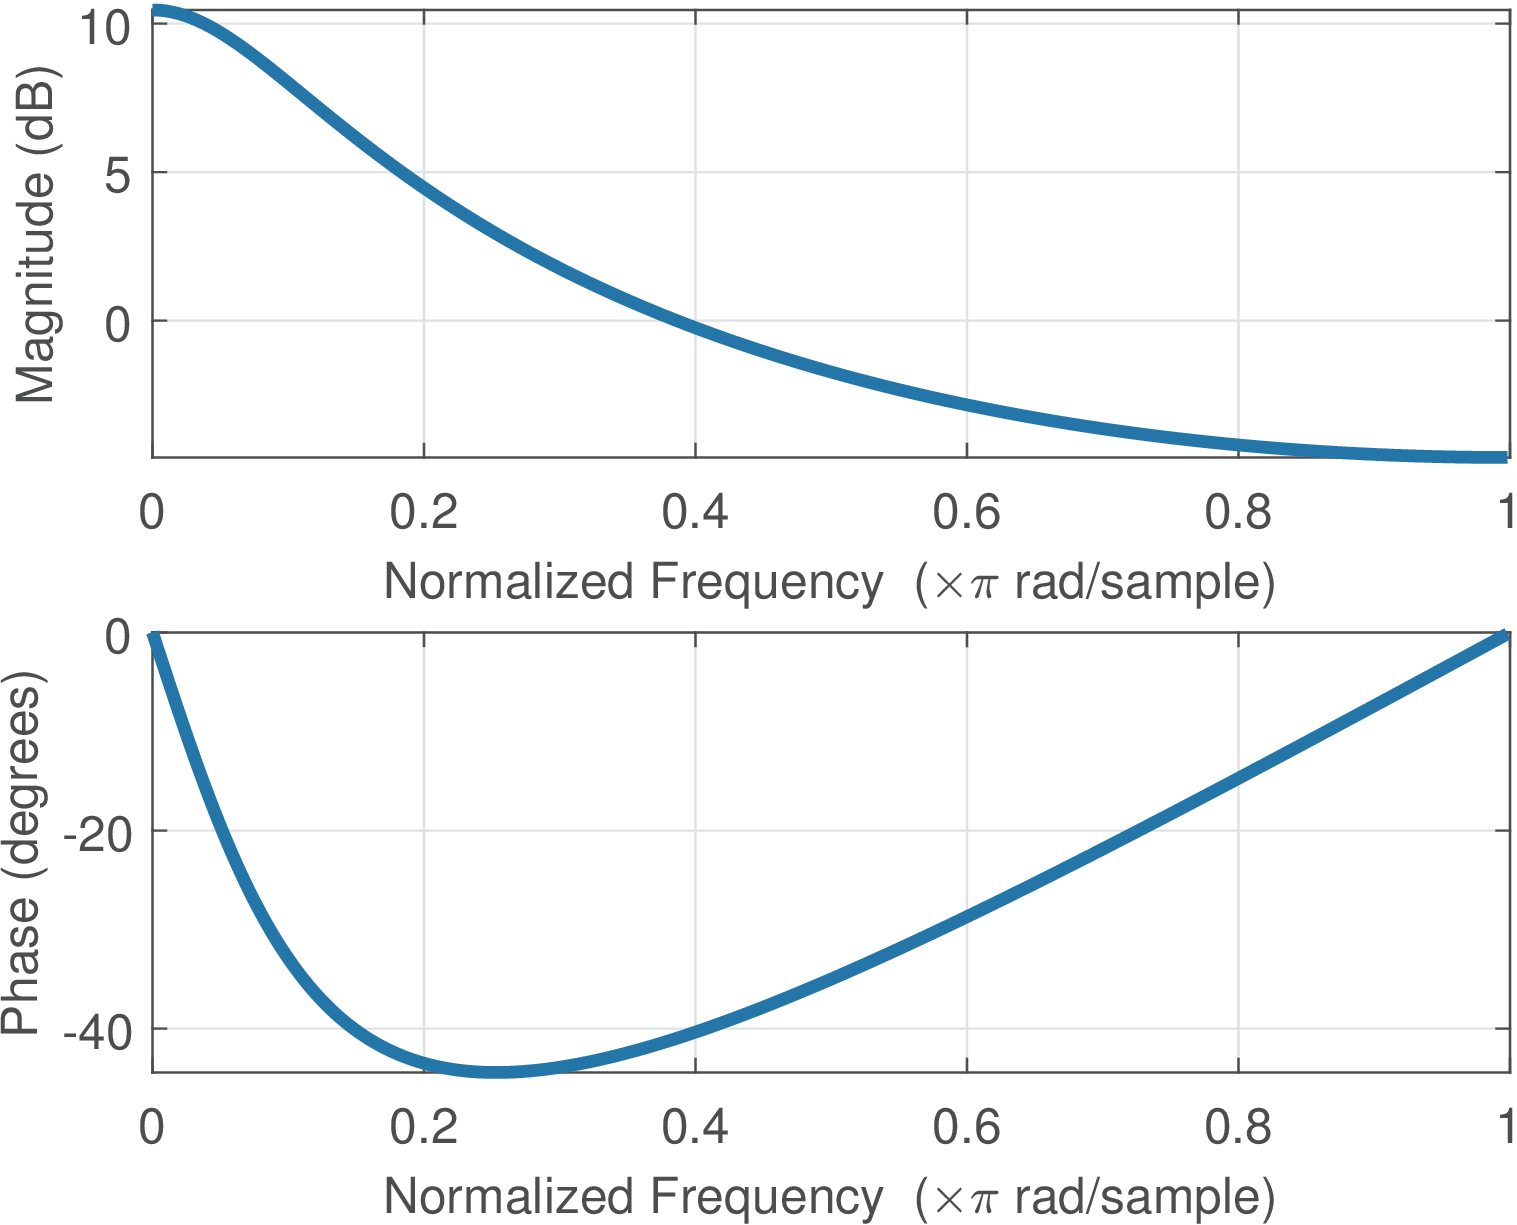 Magnitude (dB)
10
5
0
0 0.2 0.4 0.6 0.8 1
Normalized Frequency (×π rad/sample)
Phase (degrees)
0
-20
-40
0 0.2 0.4 0.6 0.8 1
Normalized Frequency (×π rad/sample)